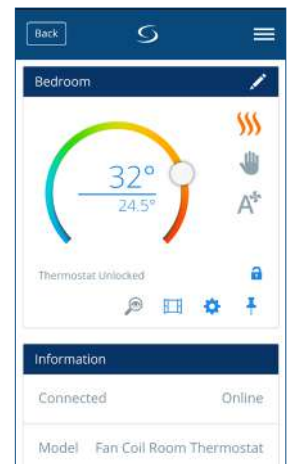 Back
Bedroom
32°
24.5°
A
Thermostat Unlocked
Information
Connected Online
Model Fan Coil Room Thermostat